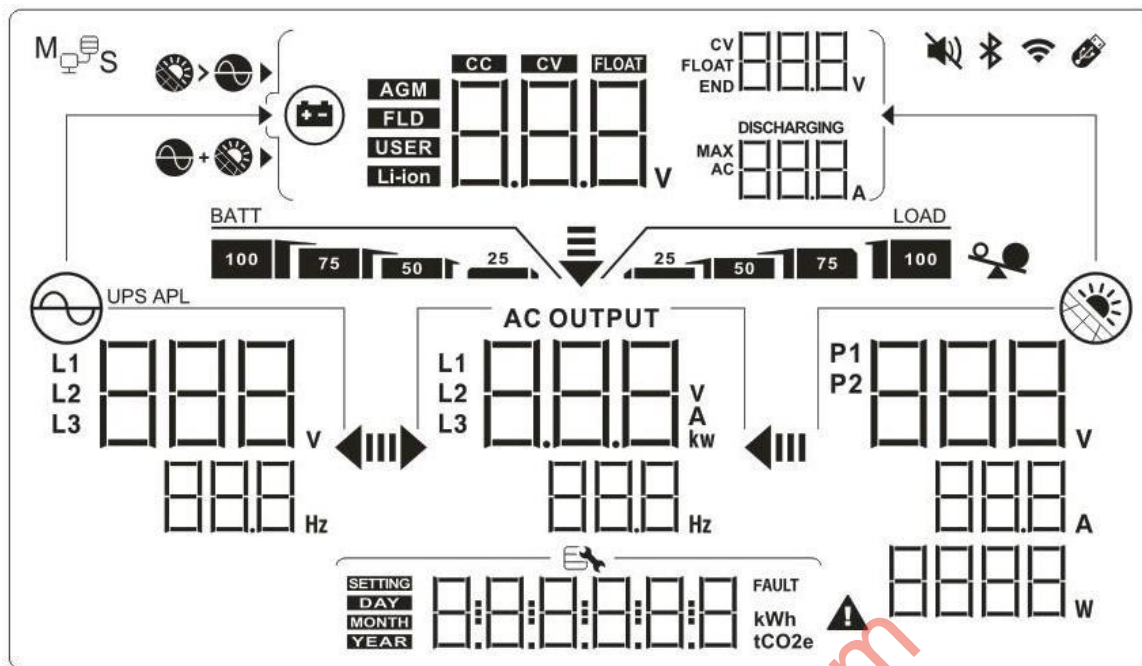 M S
CC CV FLOAT
AGM
FLD
USER
Li-ion
V
CV
FLOAT
END
V
DISCHARGING
MAX
AC
A
BATT
LOAD
100 75 50 25
25 50 75 100
UPS APL
AC OUTPUT
L1
L2
L3
V
Hz
L1
L2
L3
V
A
kw
Hz
P1
P2
V
A
W
SETTING
DAY
MONTH
YEAR
FAULT
kWh
tCO2e